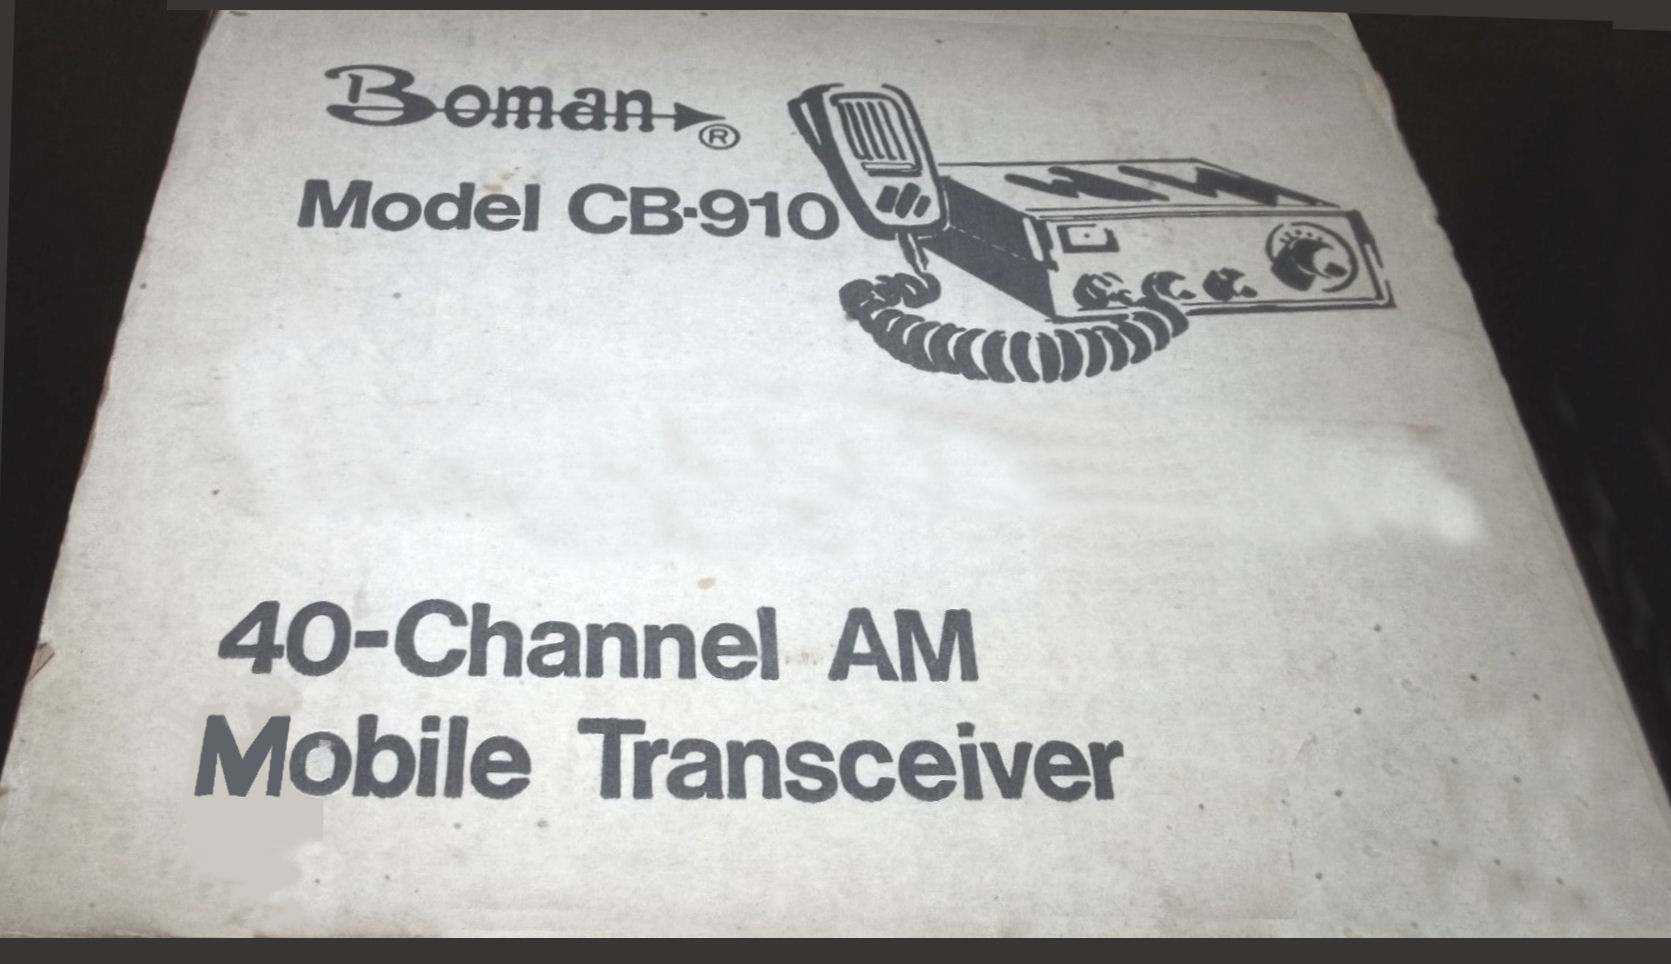 Boman®
Model CB-910
40-Channel AM
Mobile Transceiver